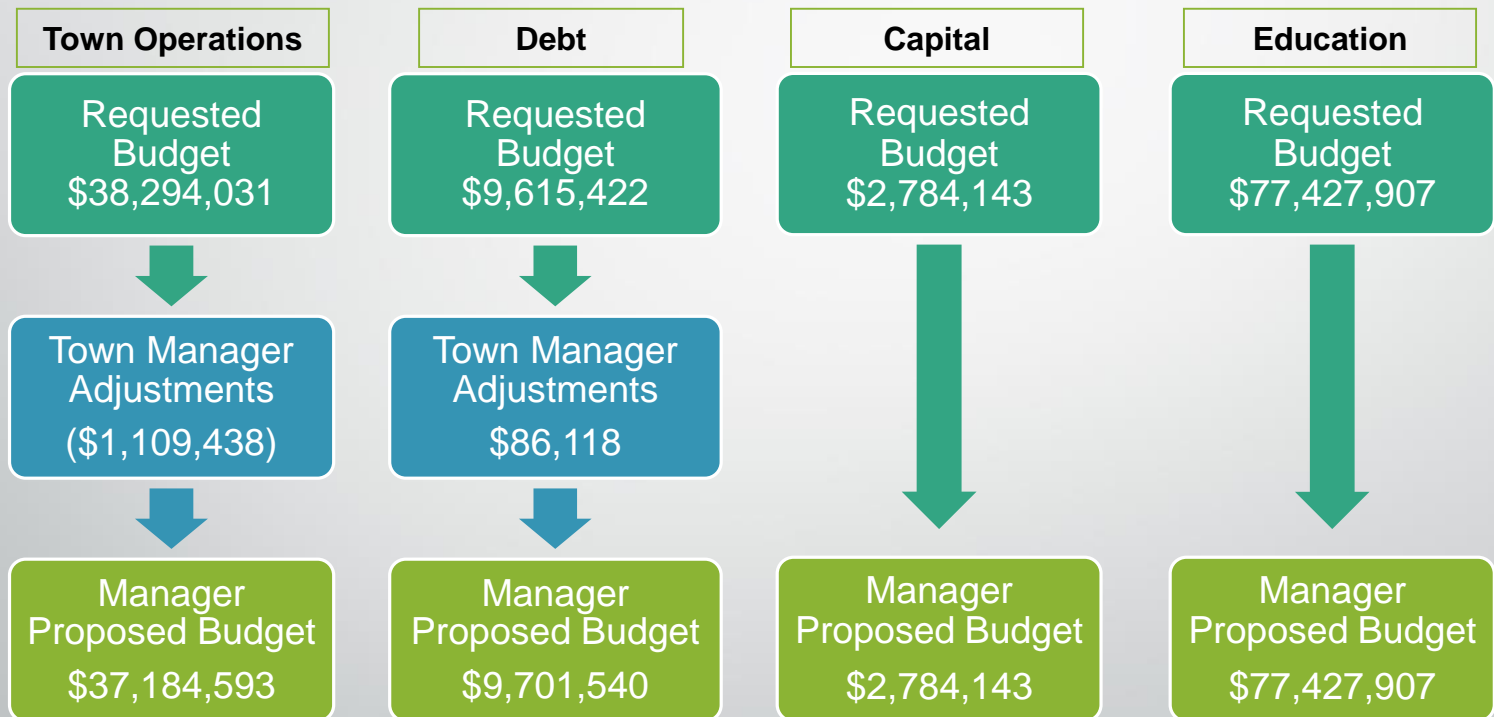 Town Operations
Requested
Budget
$38,294,031
Town Manager
Adjustments
($1,109,438)
Manager
Proposed Budget
$37,184,593
Debt
Requested
Budget
$9,615,422
Town Manager
Adjustments
$86,118
Manager
Proposed Budget
$9,701,540
Capital
Requested
Budget
$2,784,143
Manager
Proposed Budget
$2,784,143
Education
Requested
Budget
$77,427,907
Manager
Proposed Budget
$77,427,907